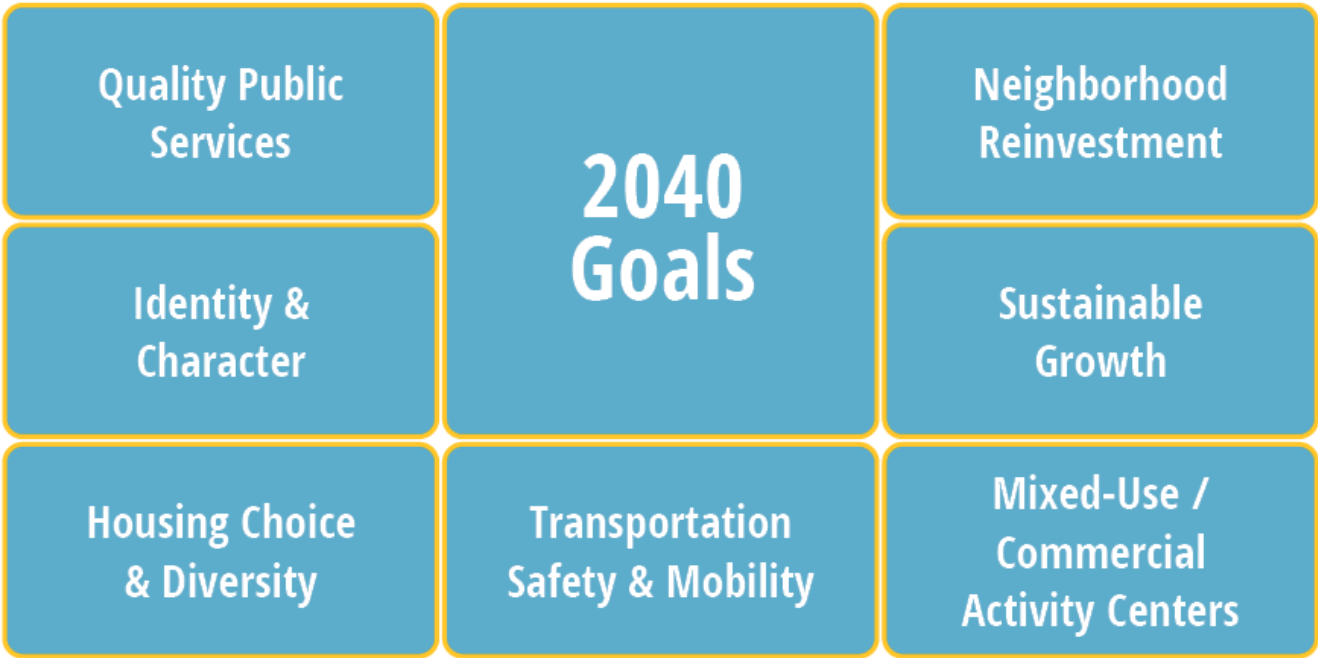 Quality Public
Services
2040
Goals
Neighborhood
Reinvestment
Identity &
Character
Sustainable
Growth
Housing Choice
& Diversity
Transportation
Safety & Mobility
Mixed-Use /
Commercial
Activity Centers